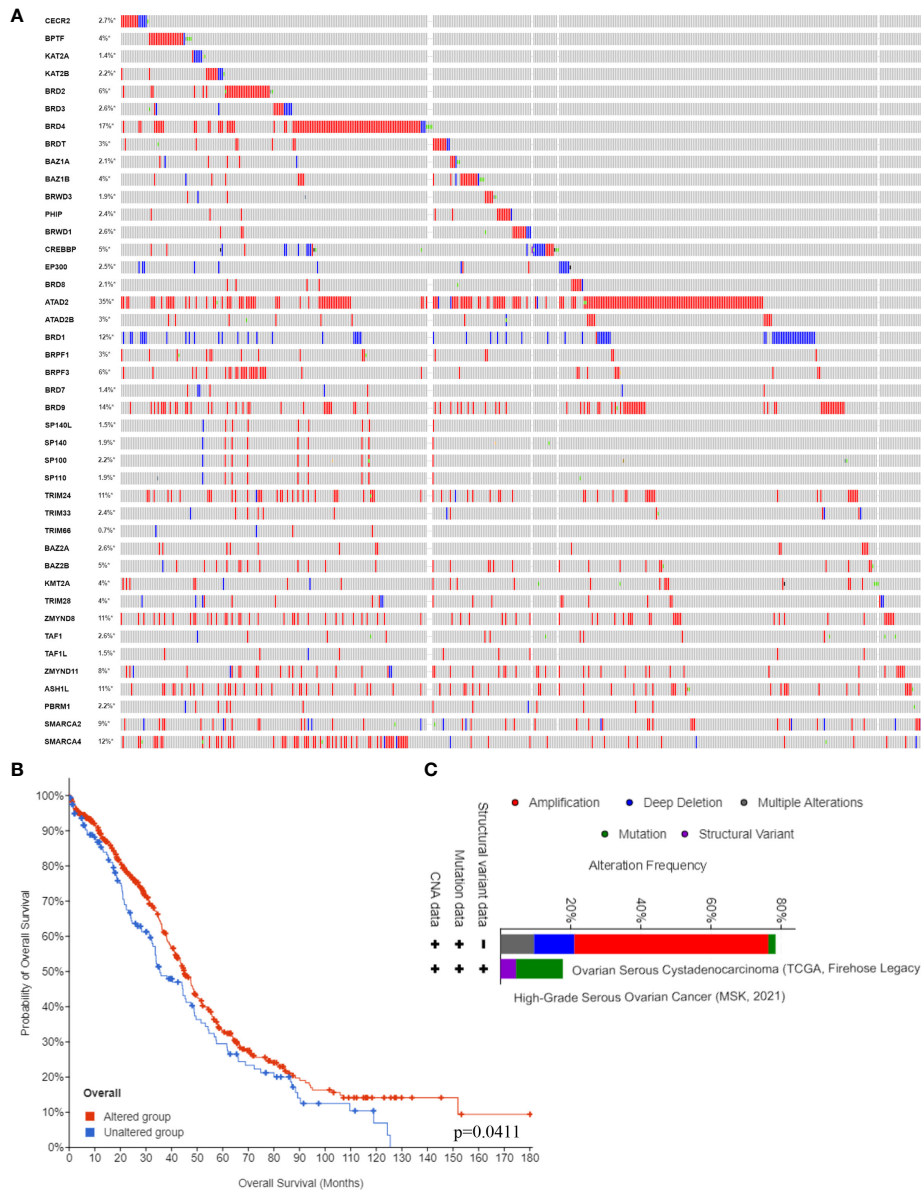 A
CECR2 2.7%*
BPTF 4%*
KAT2A 1.4%*
KAT2B 2.2%*
BRD2 6%*
BRD3 2.6%*
BRD4 17%*
BRDT 3%*
BAZ1A 2.1%*
BAZ1B 4%*
BRWD3 1.9%*
PHIP 2.4%*
BRWD1 2.6%*
CREBBP 5%*
EP300 2.5%*
BRD8 2.1%*
ATAD2 35%*
ATAD2B 3%*
BRD1 12%*
BRPF1 3%*
BRPF3 6%*
BRD7 1.4%*
BRD9 14%*
SP140L 1.5%*
SP140 1.9%*
SP100 2.2%*
SP110 1.9%*
TRIM24 11%*
TRIM33 2.4%*
TRIM66 0.7%*
BAZ2A 2.6%*
BAZ2B 5%*
KMT2A 4%*
TRIM28 4%*
ZMYND8 11%*
TAF1 2.6%*
TAF1L 1.5%*
ZMYND11 8%*
ASH1L 11%*
PBRM1 2.2%*
SMARCA2 9%*
SMARCA4 12%*
B
Probability of Overall Survival
100%
90%
80%
70%
60%
50%
40%
30%
20%
10%
0%
Overall
Altered group
Unaltered group
p=0.0411
0 10 20 30 40 50 60 70 80 90 100 110 120 130 140 150 160 170 180
Overall Survival (Months)
C
Amplification Deep Deletion Multiple Alterations
Mutation Structural Variant
Alteration Frequency
20% 40% 60% 80%
Structural variant data
Mutation data
CNA data
+ + −
+ + +
Ovarian Serous Cystadenocarcinoma (TCGA, Firehose Legacy
High-Grade Serous Ovarian Cancer (MSK, 2021)